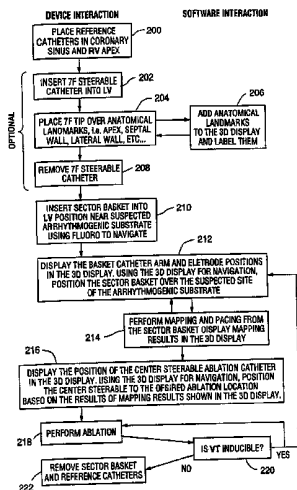 DEVICE INTERACTION
SOFTWARE INTERACTION
PLACE REFERENCE
CATHETERS IN CORONARY
SINUS AND RV APEX
200
INSERT 7F STEERABLE
CATHETER INTO LV
202
204
OPTIONAL
PLACE 7F TIP OVER ANATOMICAL
LANDMARKS, i.e. APEX, SEPTAL
WALL, LATERAL WALL, ETC...
206
ADD ANATOMICAL
LANDMARKS
TO THE 3D DISPLAY
AND LABEL THEM
REMOVE 7F STEERABLE
CATHETER
208
210
INSERT SECTOR BASKET INTO
LV POSITION NEAR SUSPECTED
ARRHYTHMOGENIC SUBSTRATE
USING FLUORO TO NAVIGATE
212
DISPLAY THE BASKET CATHETER ARM AND ELETRODE POSITIONS
IN THE 3D DISPLAY. USING THE 3D DISPLAY FOR NAVIGATION,
POSITION THE SECTOR BASKET OVER THE SUSPECTED SITE
OF THE ARRHYTHMOGENIC SUBSTRATE
214
PERFORM MAPPING AND PACING FROM
THE SECTOR BASKET DISPLAY MAPPING
RESULTS IN THE 3D DISPLAY
216
DISPLAY THE POSITION OF THE CENTER STEERABLE ABLATION CATHETER
IN THE 3D DISPLAY. USING THE 3D DISPLAY FOR NAVIGATION, POSITION
THE CENTER STEERABLE TO THE DESIRED ABLATION LOCATION
BASED ON THE RESULTS OF MAPPING RESULTS SHOWN IN THE 3D DISPLAY.
218
PERFORM ABLATION
IS VT INDUCIBLE?
YES
NO
220
222
REMOVE SECTOR BASKET
AND REFERENCE CATHETERS